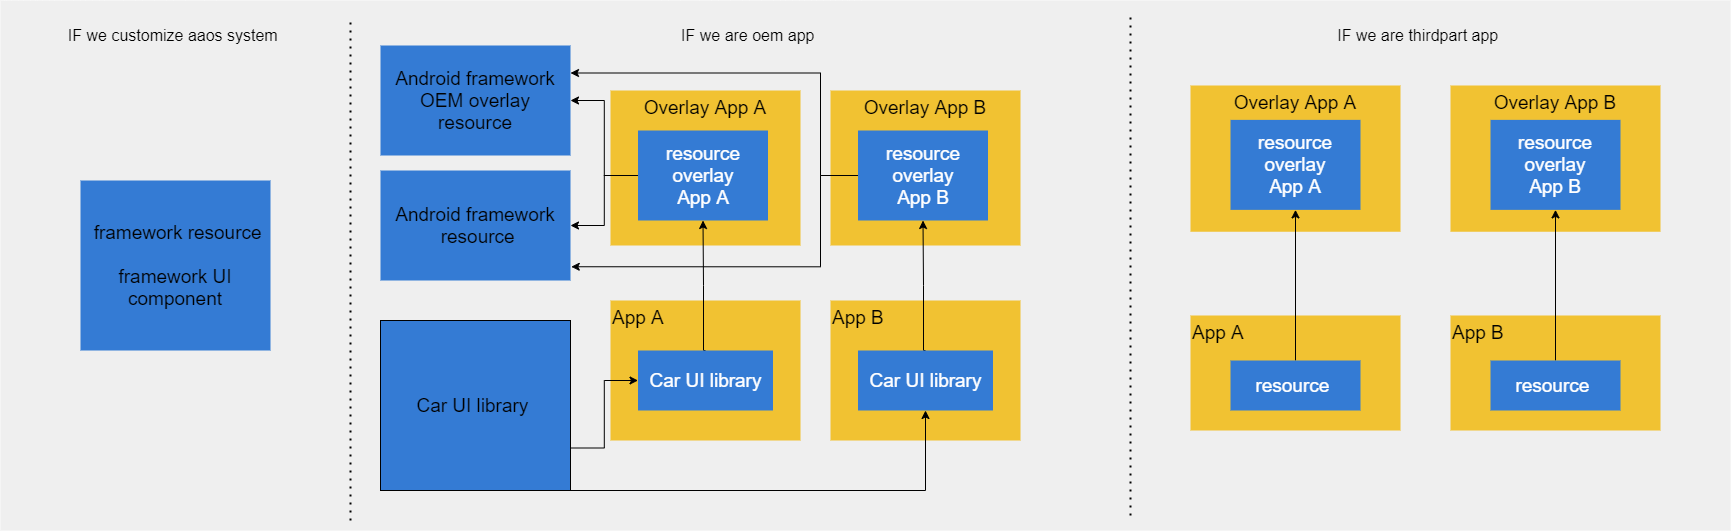 IF we customize aaos system
framework resource
framework UI
component
IF we are oem app
Android framework
OEM overlay
resource
Android framework
resource
Car UI library
Overlay App A
resource
overlay
App A
Overlay App B
resource
overlay
App B
App A
Car UI library
App B
Car UI library
IF we are thirdpart app
Overlay App A
resource
overlay
App A
Overlay App B
resource
overlay
App B
App A
resource
App B
resource